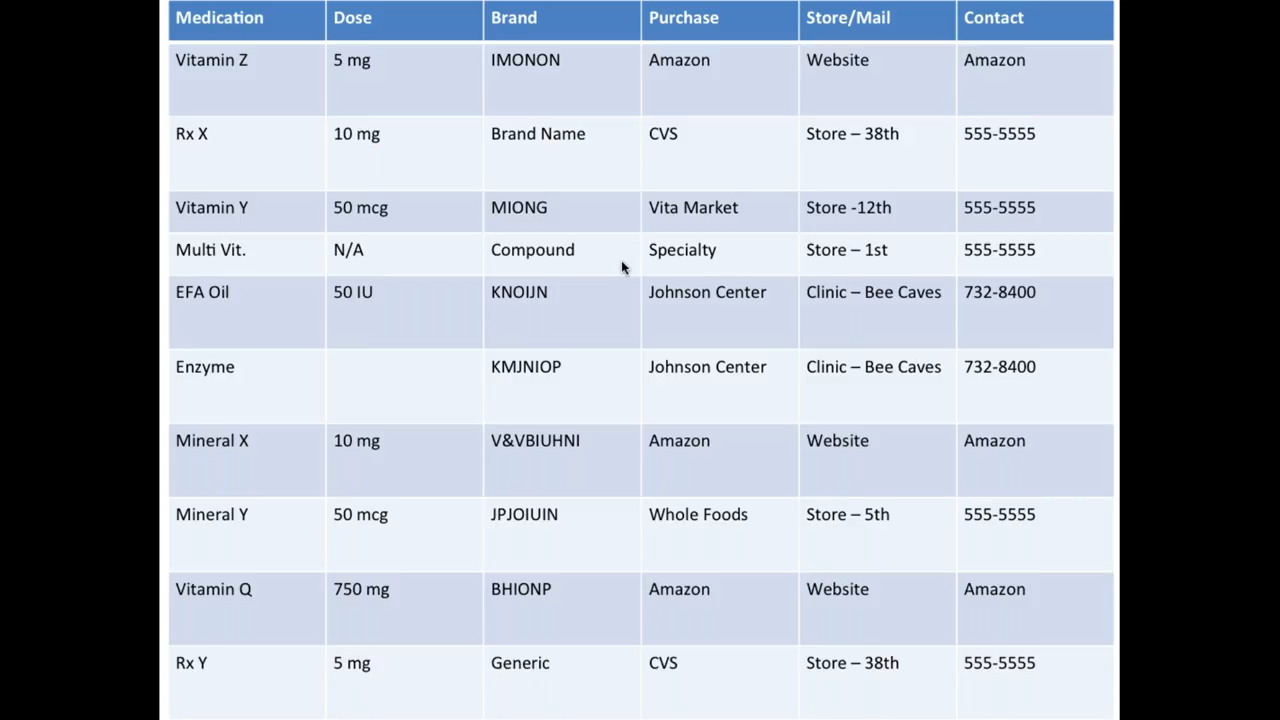 Medication Dose Brand Purchase Store/Mail Contact
Vitamin Z 5 mg IMONON Amazon Website Amazon
Rx X 10 mg Brand Name CVS Store – 38th 555-5555
Vitamin Y 50 mcg MIONG Vita Market Store -12th 555-5555
Multi Vit. N/A Compound Specialty Store – 1st 555-5555
EFA Oil 50 IU KNOIJN Johnson Center Clinic – Bee Caves 732-8400
Enzyme KMJNIOP Johnson Center Clinic – Bee Caves 732-8400
Mineral X 10 mg V&VBIUHNI Amazon Website Amazon
Mineral Y 50 mcg JPJOIUIN Whole Foods Store – 5th 555-5555
Vitamin Q 750 mg BHIONP Amazon Website Amazon
Rx Y 5 mg Generic CVS Store – 38th 555-5555